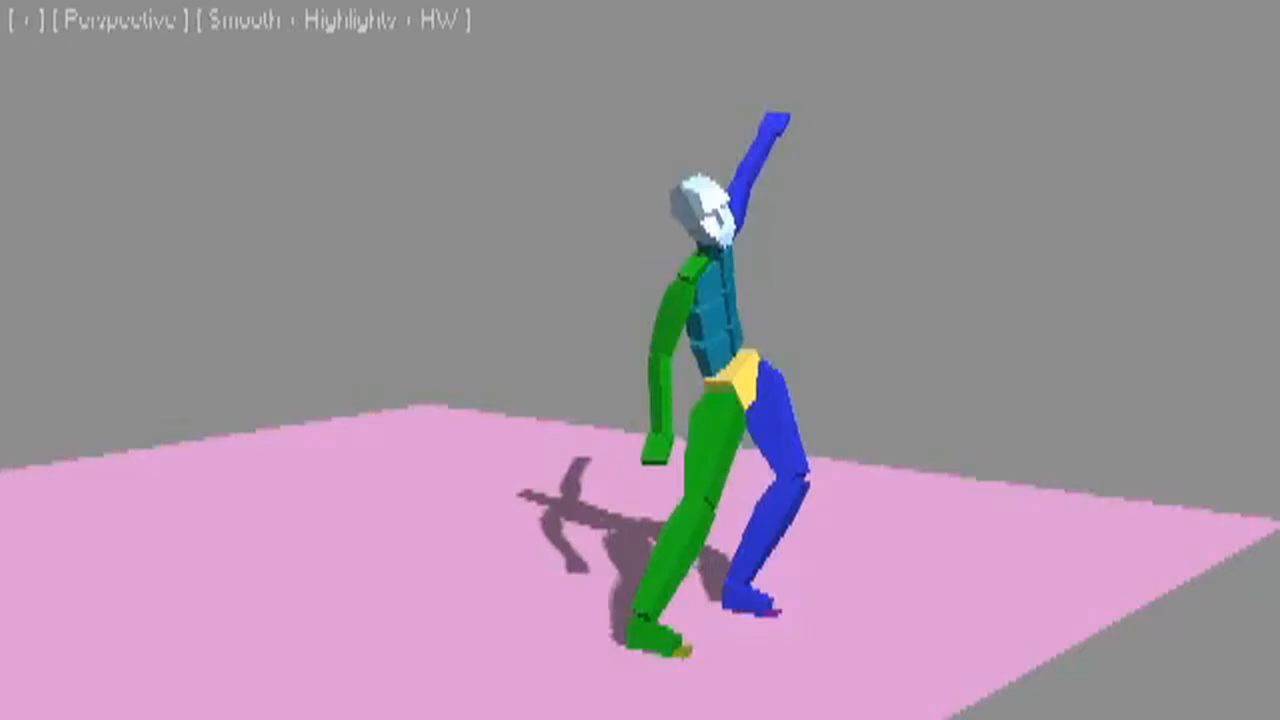 [ + ] [ Perspective ] [ Smooth + Highlights + HW ]